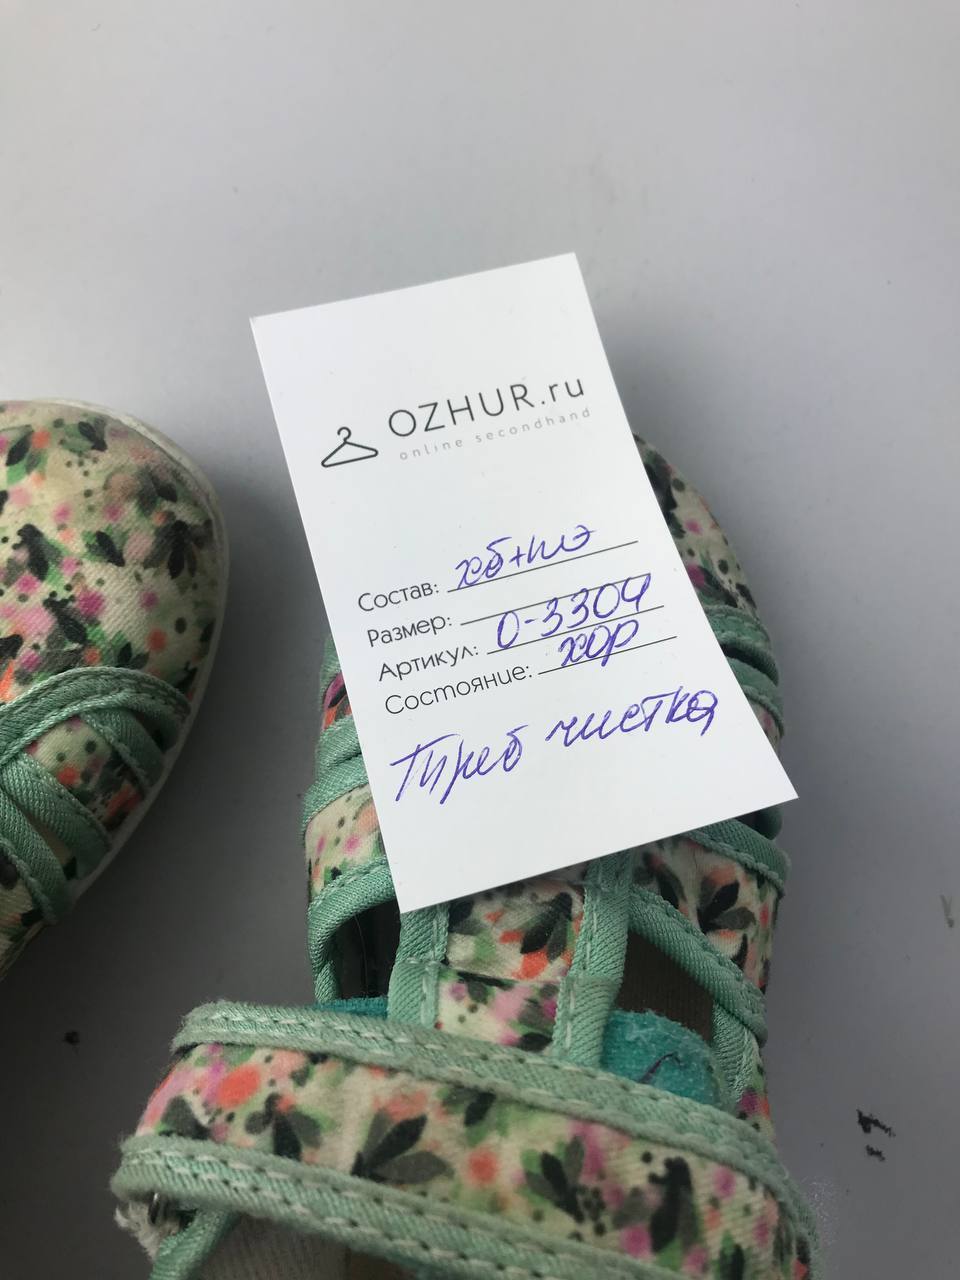 OZHUR.ru
online secondhand
Состав: хб+пэ
Размер:
Артикул: 0-3304
Состояние: хор
Треб чистка